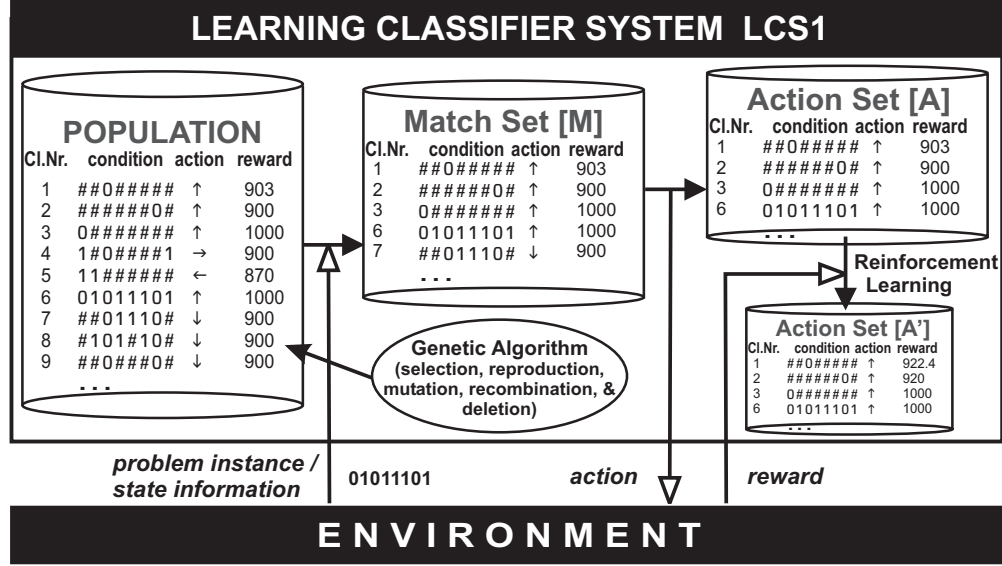 LEARNING CLASSIFIER SYSTEM LCS1
POPULATION
Cl.Nr. condition action reward
1 ##0##### ↑ 903
2 ######0# ↑ 900
3 0####### ↑ 1000
4 1#0####1 → 900
5 11###### ← 870
6 01011101 ↑ 1000
7 ##01110# ↓ 900
8 #101#10# ↓ 900
9 ##0###0# ↓ 900
...
Match Set [M]
Cl.Nr. condition action reward
1 ##0##### ↑ 903
2 ######0# ↑ 900
3 0####### ↑ 1000
6 01011101 ↑ 1000
7 ##01110# ↓ 900
...
Action Set [A]
Cl.Nr. condition action reward
1 ##0##### ↑ 903
2 ######0# ↑ 900
3 0####### ↑ 1000
6 01011101 ↑ 1000
...
Reinforcement
Learning
Action Set [A']
Cl.Nr. condition action reward
1 ##0##### ↑ 922.4
2 ######0# ↑ 920
3 0####### ↑ 1000
6 01011101 ↑ 1000
...
Genetic Algorithm
(selection, reproduction,
mutation, recombination, &
deletion)
problem instance /
state information
01011101
action
reward
ENVIRONMENT